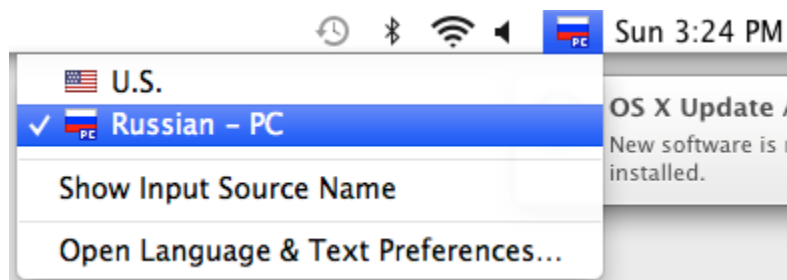 Sun 3:24 PM
U.S.
PC Russian – PC
Show Input Source Name
Open Language & Text Preferences...
OS X Update
New software is
installed.